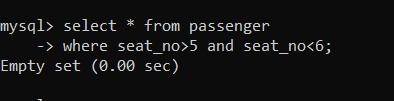 mysql> select * from passenger
    -> where seat_no>5 and seat_no<6;
Empty set (0.00 sec)